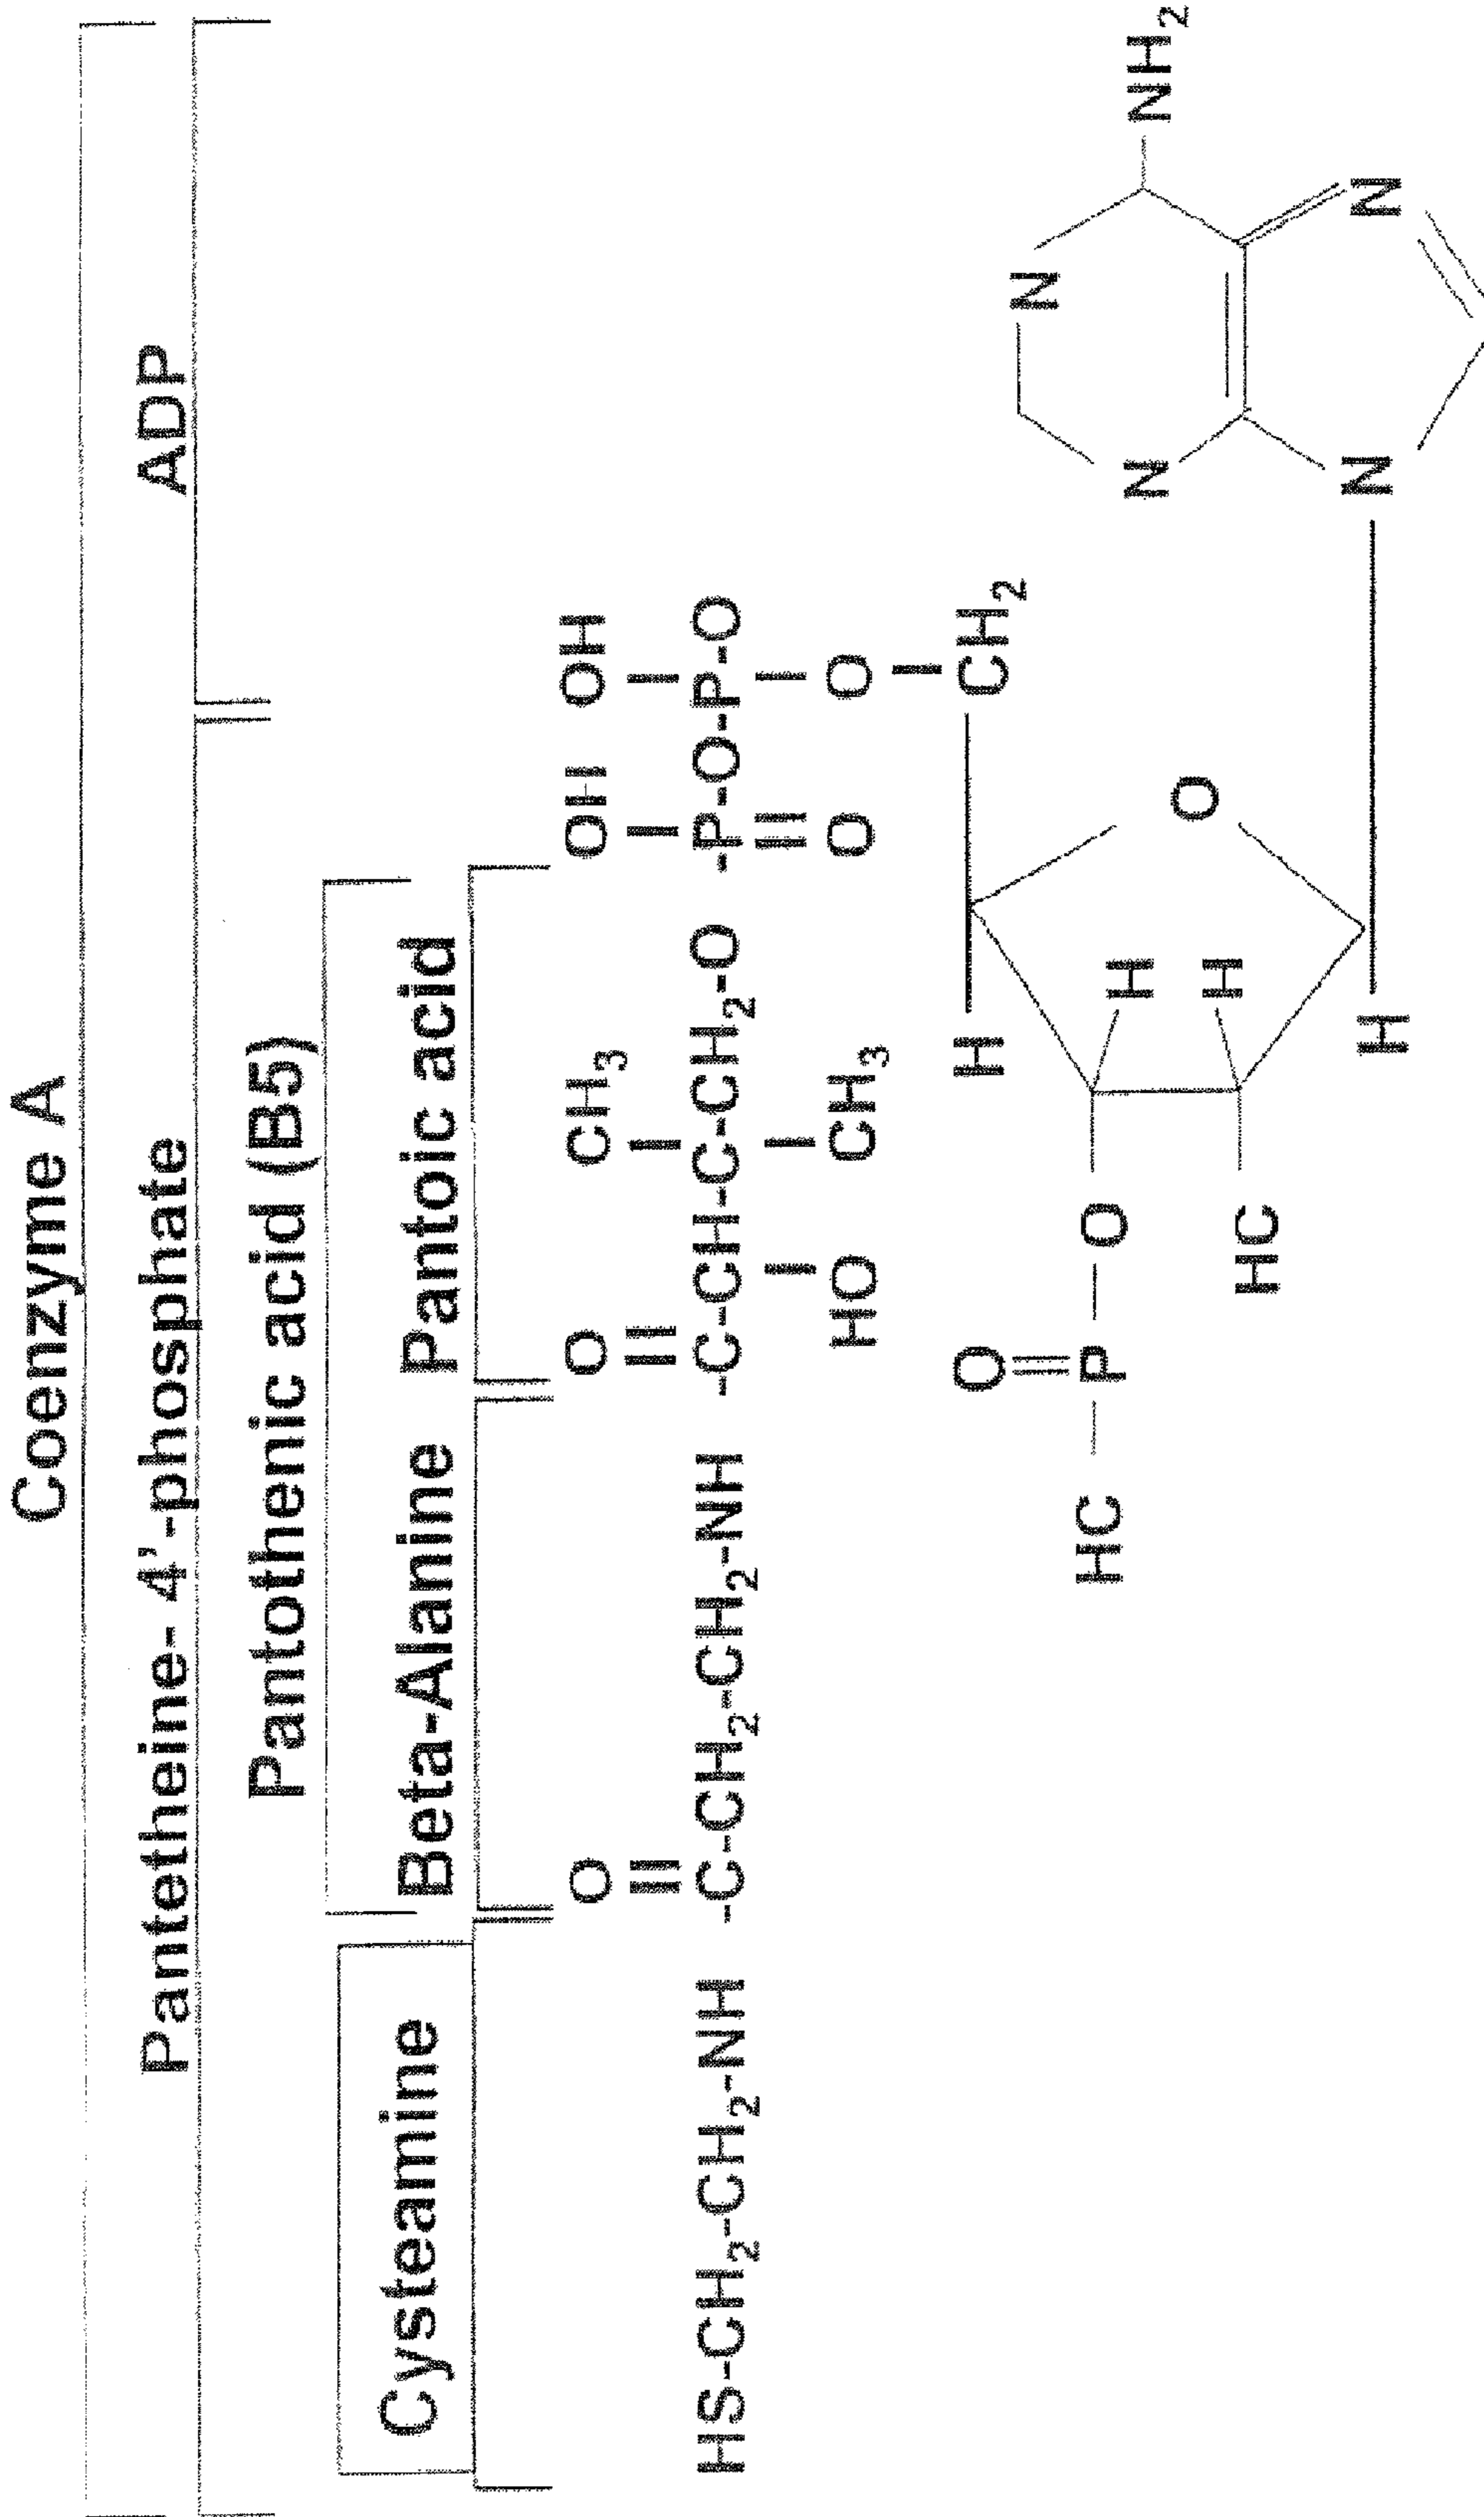 Coenzyme A
Pantetheine- 4'-phosphate
ADP
Pantothenic acid (B5)
Cysteamine
Beta-Alanine
Pantoic acid
O O CH3 OH OH
HS-CH2-CH2-NH -C-CH2-CH2-NH -C-CH-C-CH2-O -P-O-P-O
HO CH3 O O
O H CH2 N
HC P O H O N NH2
HC H
H N N